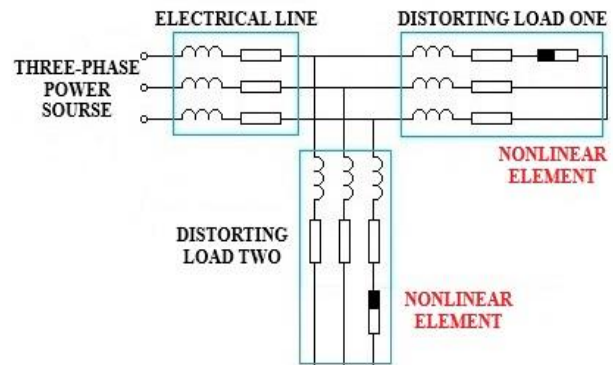 ELECTRICAL LINE
DISTORTING LOAD ONE
THREE-PHASE
POWER
SOURSE
NONLINEAR
ELEMENT
DISTORTING
LOAD TWO
NONLINEAR
ELEMENT